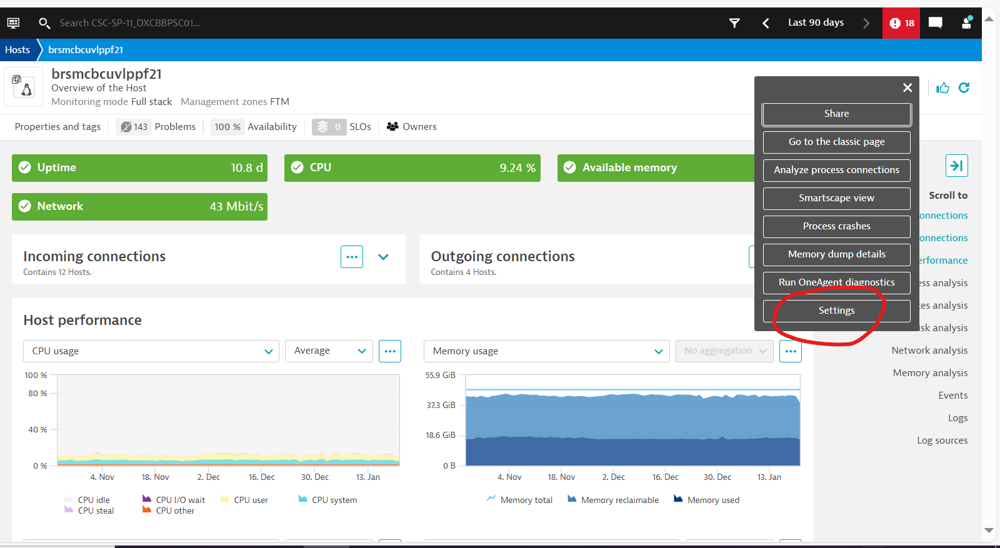 Search CSC-SP-11_DXCBBPSC01...
Last 90 days
18
Hosts
brsmcbcuvlppf21
brsmcbcuvlppf21
Overview of the Host
Monitoring mode Full stack Management zones FTM
Properties and tags
143 Problems
100 % Availability
0 SLOs
Owners
Uptime 10.8 d
CPU 9.24 %
Available memory
Network 43 Mbit/s
Share
Go to the classic page
Analyze process connections
Smartscape view
Process crashes
Memory dump details
Run OneAgent diagnostics
Settings
Scroll to
onnections
onnections
erformance
ess analysis
tes analysis
isk analysis
Network analysis
Memory analysis
Events
Logs
Log sources
Incoming connections
Contains 12 Hosts.
Outgoing connections
Contains 4 Hosts.
Host performance
CPU usage
Average
Memory usage
No aggregation
100 %
80 %
40 %
0 %
4. Nov 18. Nov 2. Dec 16. Dec 30. Dec 13. Jan
CPU idle CPU I/O wait CPU user CPU system
CPU steal CPU other
55.9 GiB
37.3 GiB
18.6 GiB
0 B
4. Nov 18. Nov 2. Dec 16. Dec 30. Dec 13. Jan
Memory total Memory reclaimable Memory used